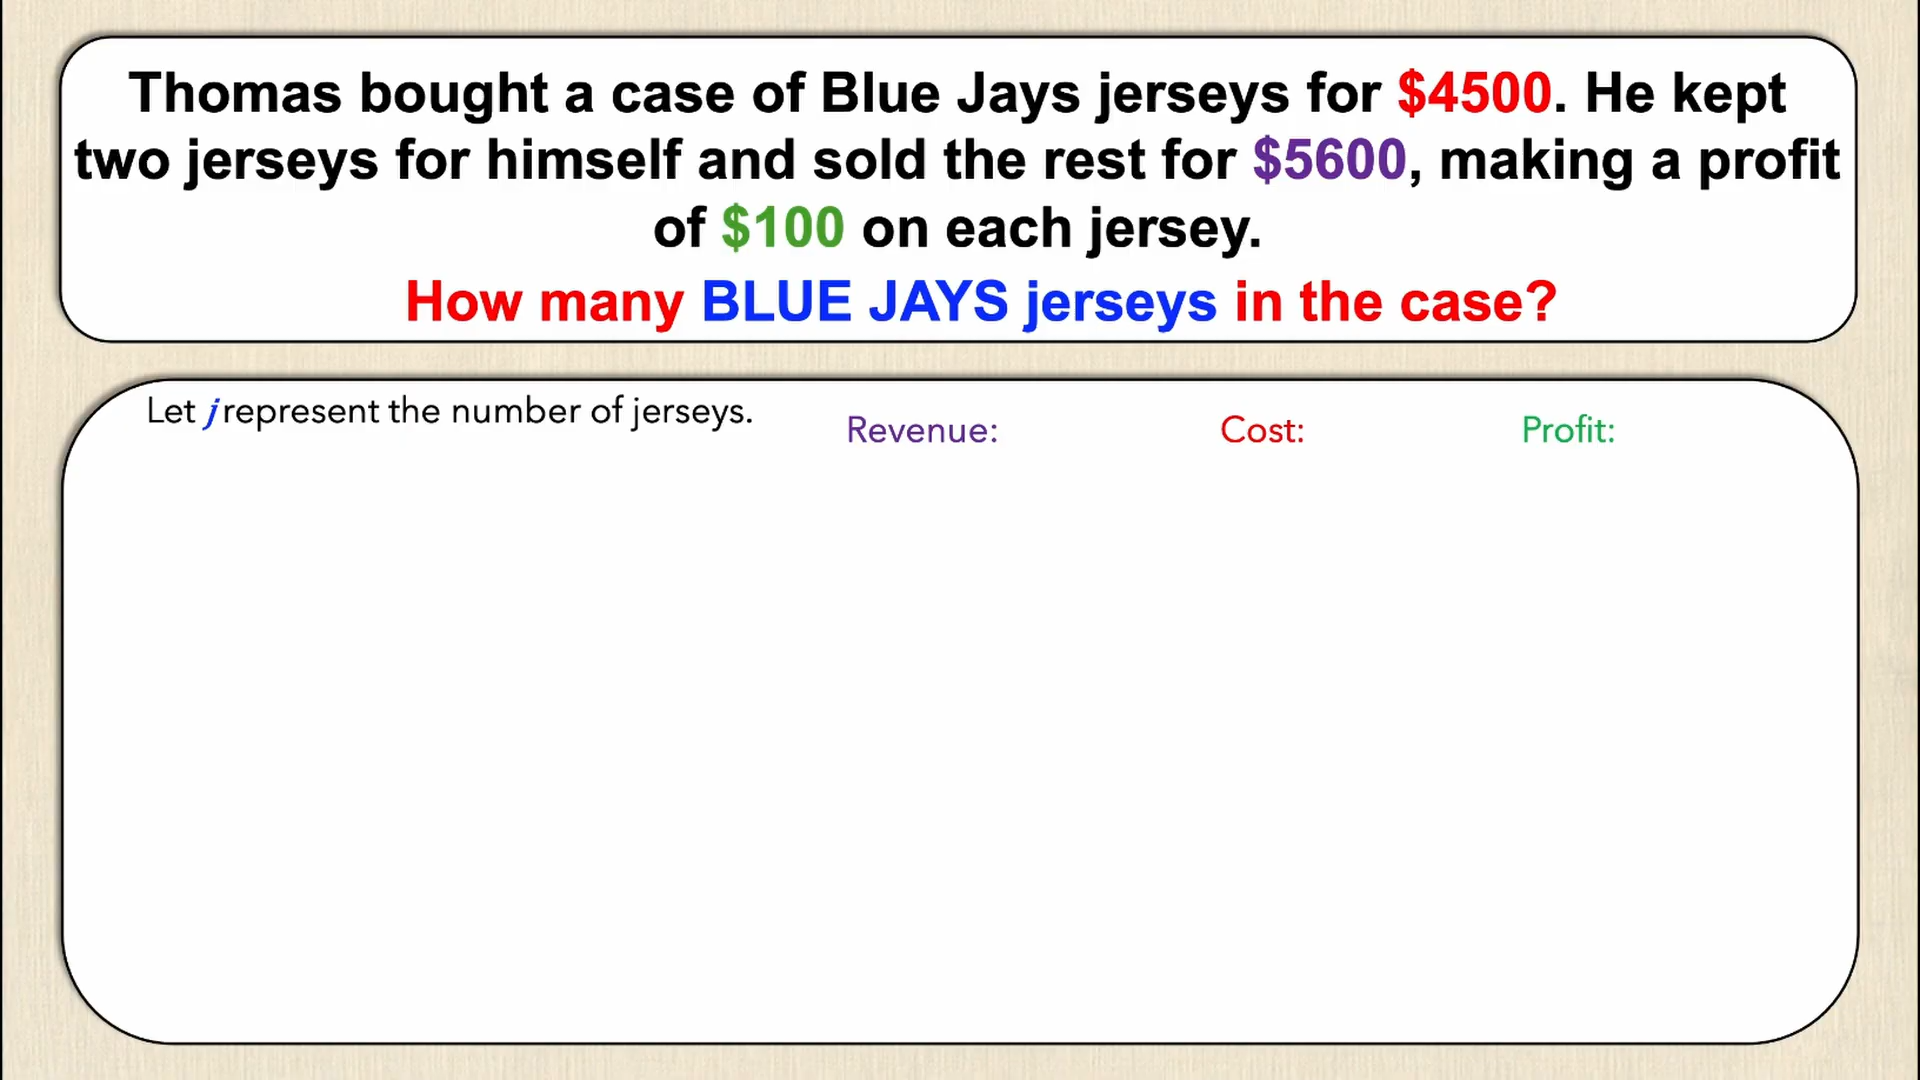 Thomas bought a case of Blue Jays jerseys for $4500. He kept
two jerseys for himself and sold the rest for $5600, making a profit
of $100 on each jersey.
How many BLUE JAYS jerseys in the case?
Let j represent the number of jerseys.
Revenue:
Cost:
Profit: